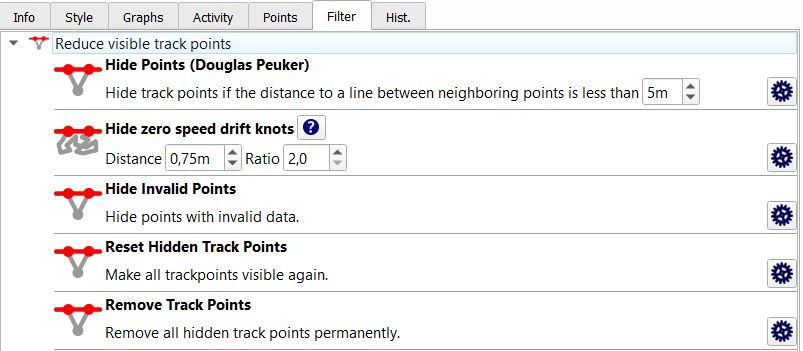 Info Style Graphs Activity Points Filter Hist.
Reduce visible track points
Hide Points (Douglas Peuker)
Hide track points if the distance to a line between neighboring points is less than 5m
Hide zero speed drift knots ?
Distance 0,75m Ratio 2,0
Hide Invalid Points
Hide points with invalid data.
Reset Hidden Track Points
Make all trackpoints visible again.
Remove Track Points
Remove all hidden track points permanently.